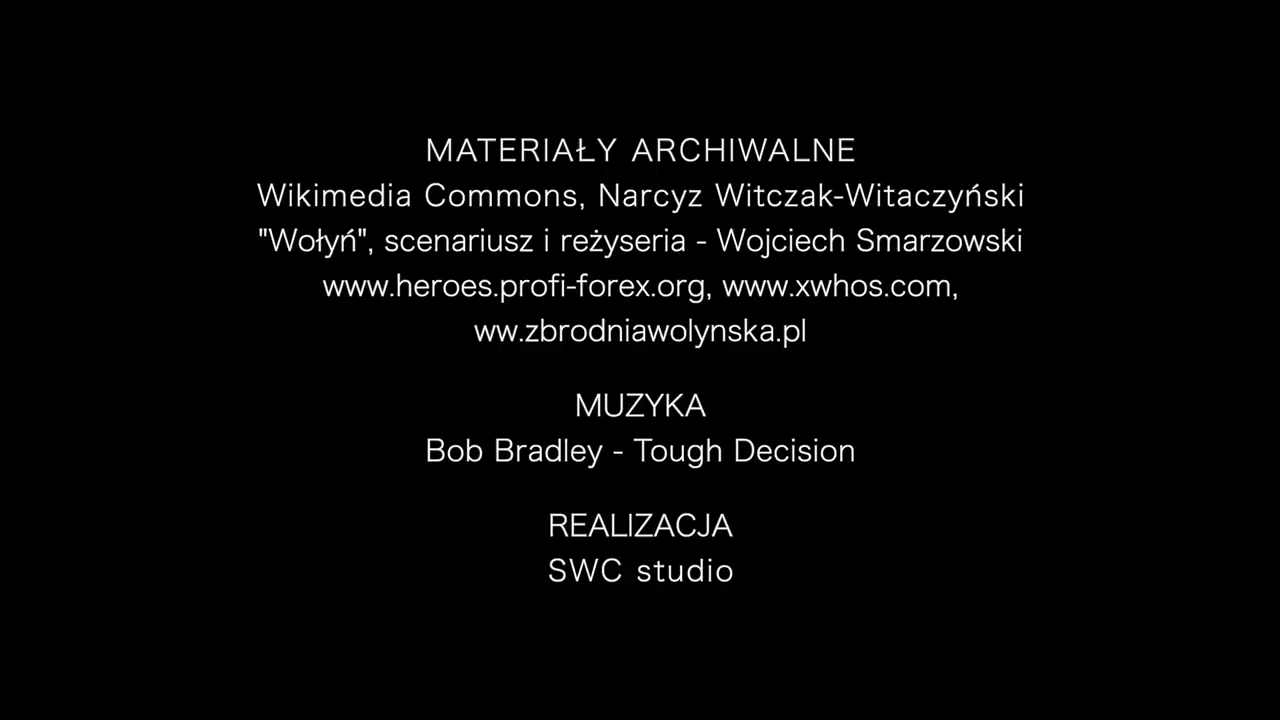 MATERIAŁY ARCHIWALNE
Wikimedia Commons, Narcyz Witczak-Witaczyński
"Wołyń", scenariusz i reżyseria - Wojciech Smarzowski
www.heroes.profi-forex.org, www.xwhos.com,
ww.zbrodniawolynska.pl
MUZYKA
Bob Bradley - Tough Decision
REALIZACJA
SWC studio